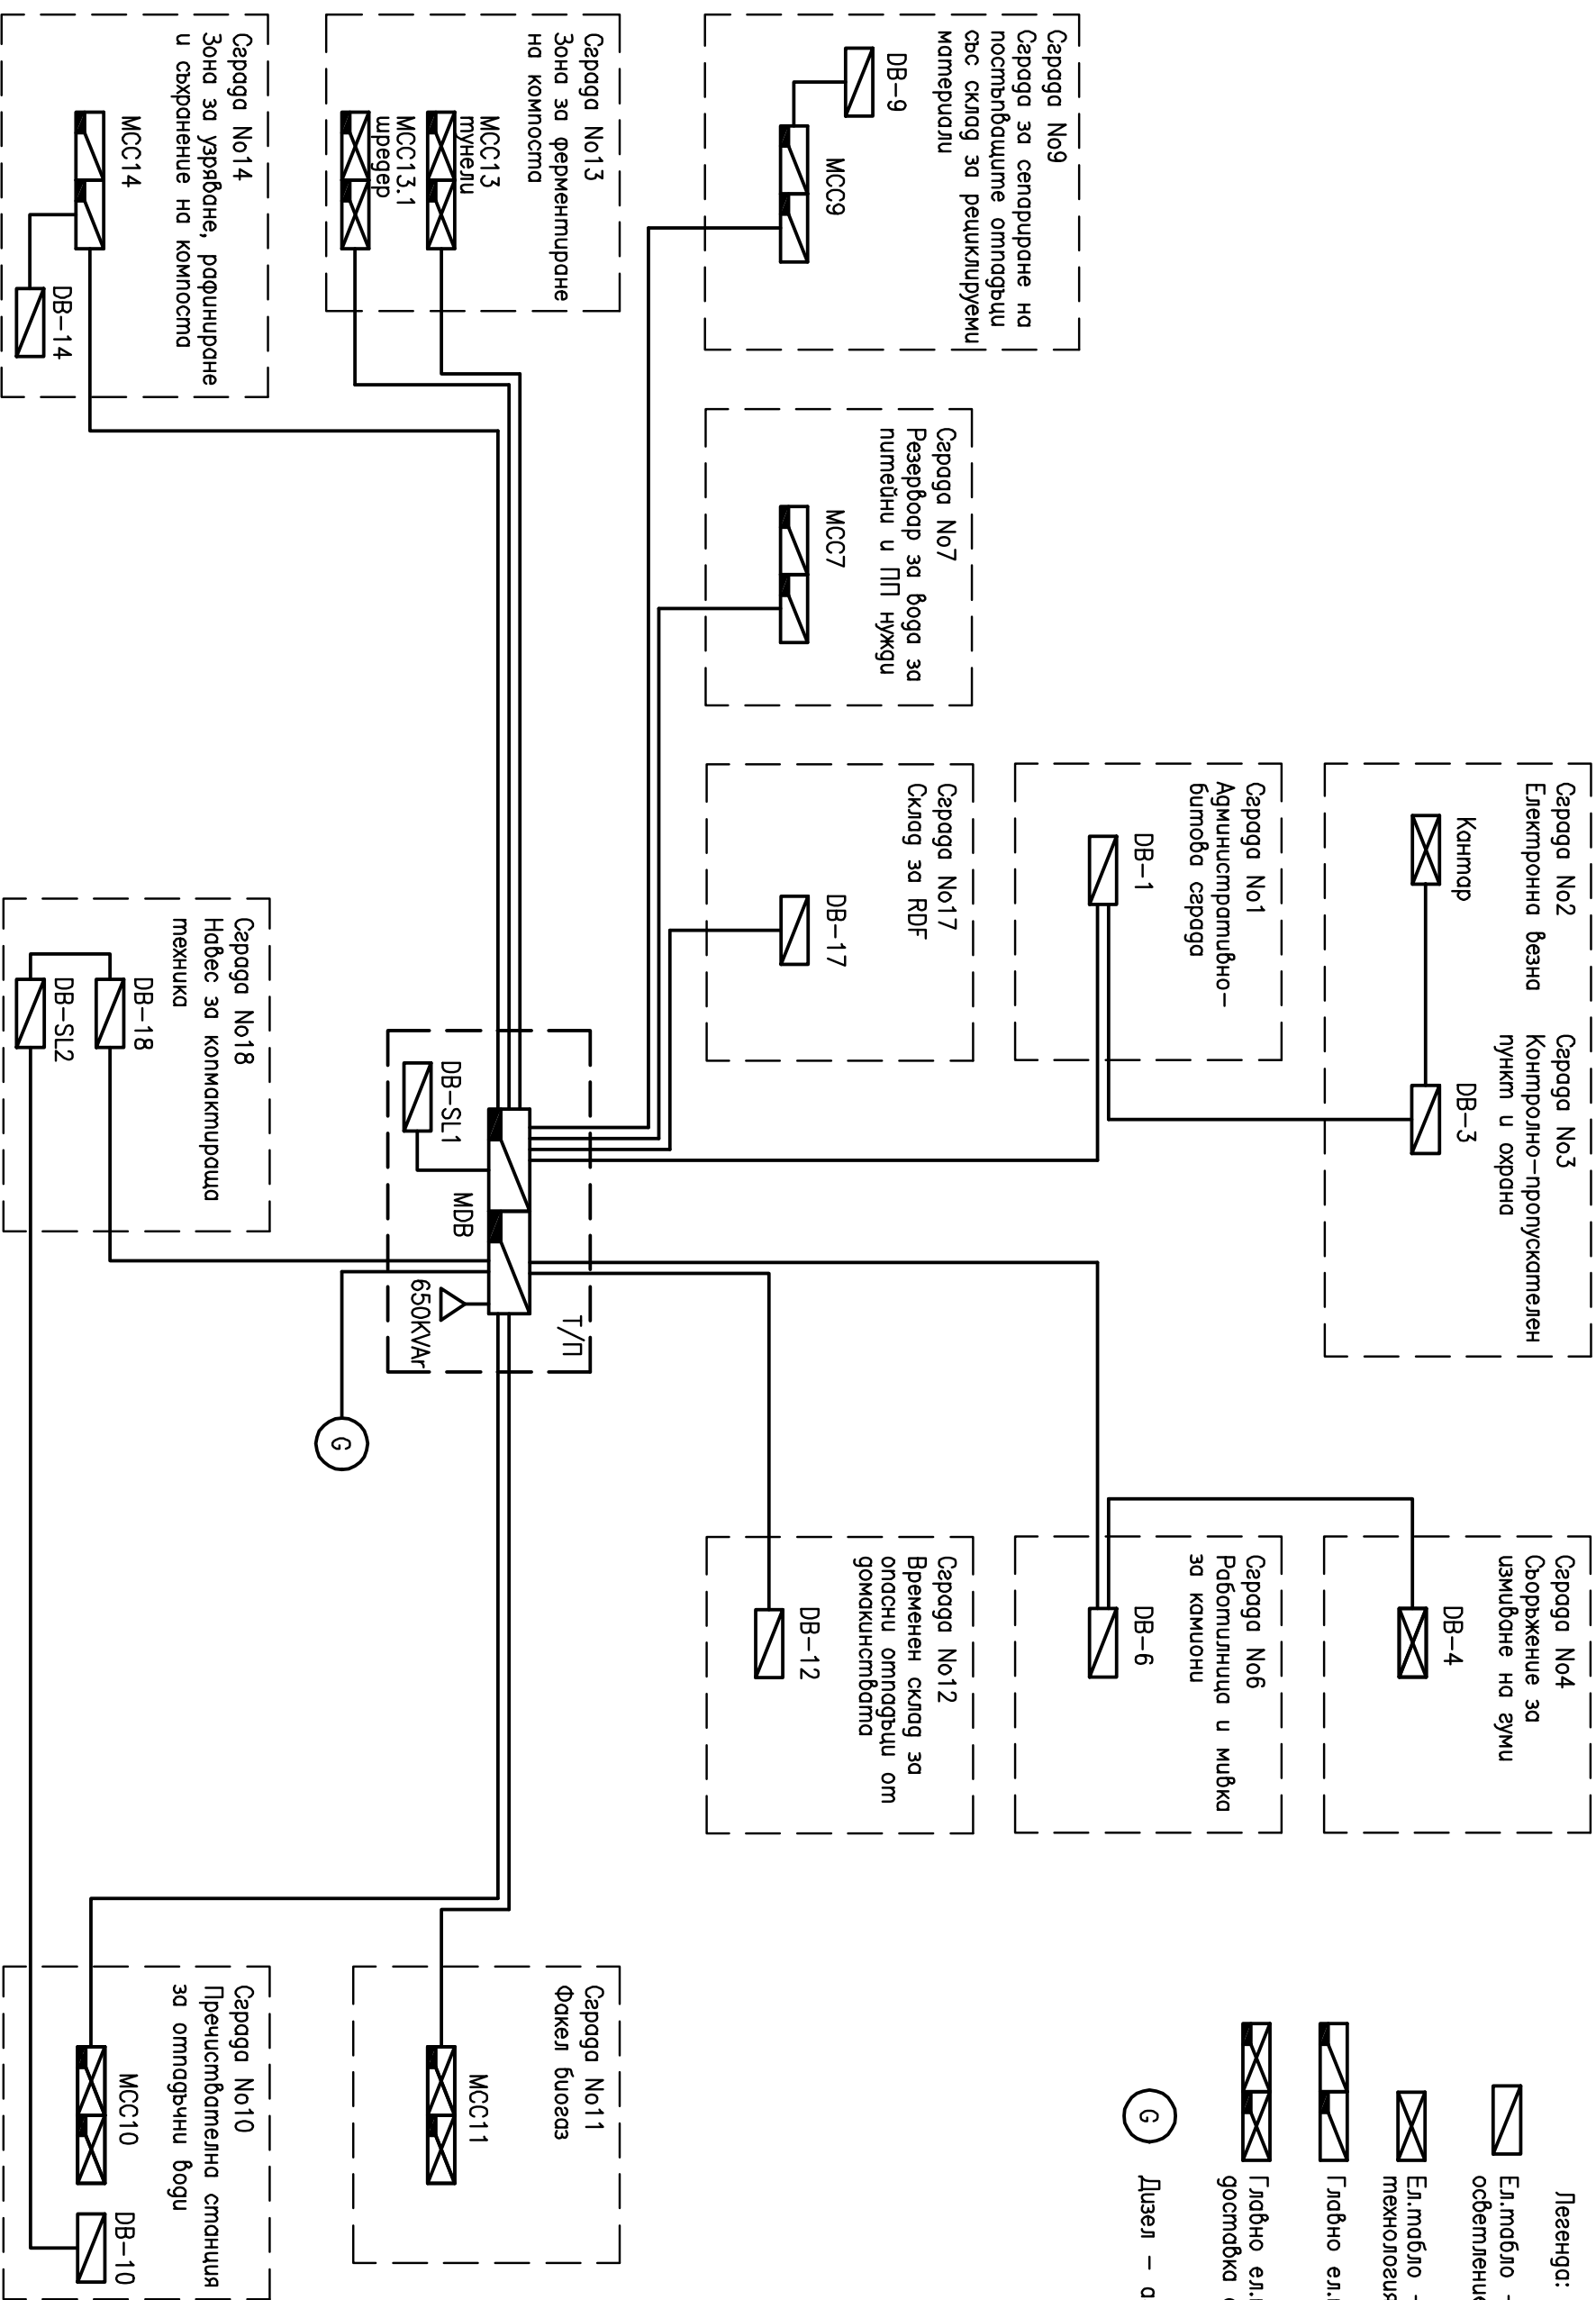 Сграда No2
Електронна везна
Кантар
Сграда No3
Контролно-пропускателен
пункт и охрана
DB-3
Сграда No4
Съоръжение за
измиване на гуми
DB-4
Легенда:
Ел.табло -
осветление
Ел.табло -
технология
Главно ел.
Главно ел.
доставка
G
Дизел - а
Сграда No1
Административно-
битова сграда
DB-1
Сграда No6
Работилница и мивка
за камиони
DB-6
Сграда No9
Сграда за сепариране на
постъпващите отпадъци
със склад за рециклируеми
материали
DB-9
MCC9
Сграда No7
Резервоар за вода за
питейни и ПП нужди
MCC7
Сграда No17
Склад за RDF
DB-17
Сграда No12
Временен склад за
опасни отпадъци от
домакинствата
DB-12
Сграда No13
Зона за ферментиране
на компоста
MCC13
тунели
MCC13.1
шредер
Т/П
DB-SL1
MDB
650KVAr
G
Сграда No11
Факел биогаз
MCC11
Сграда No14
Зона за узряване, рафиниране
и съхранение на компоста
MCC14
DB-14
Сграда No18
Навес за копмактираща
техника
DB-18
DB-SL2
Сграда No10
Пречиствателна станция
за отпадъчни води
MCC10
DB-10